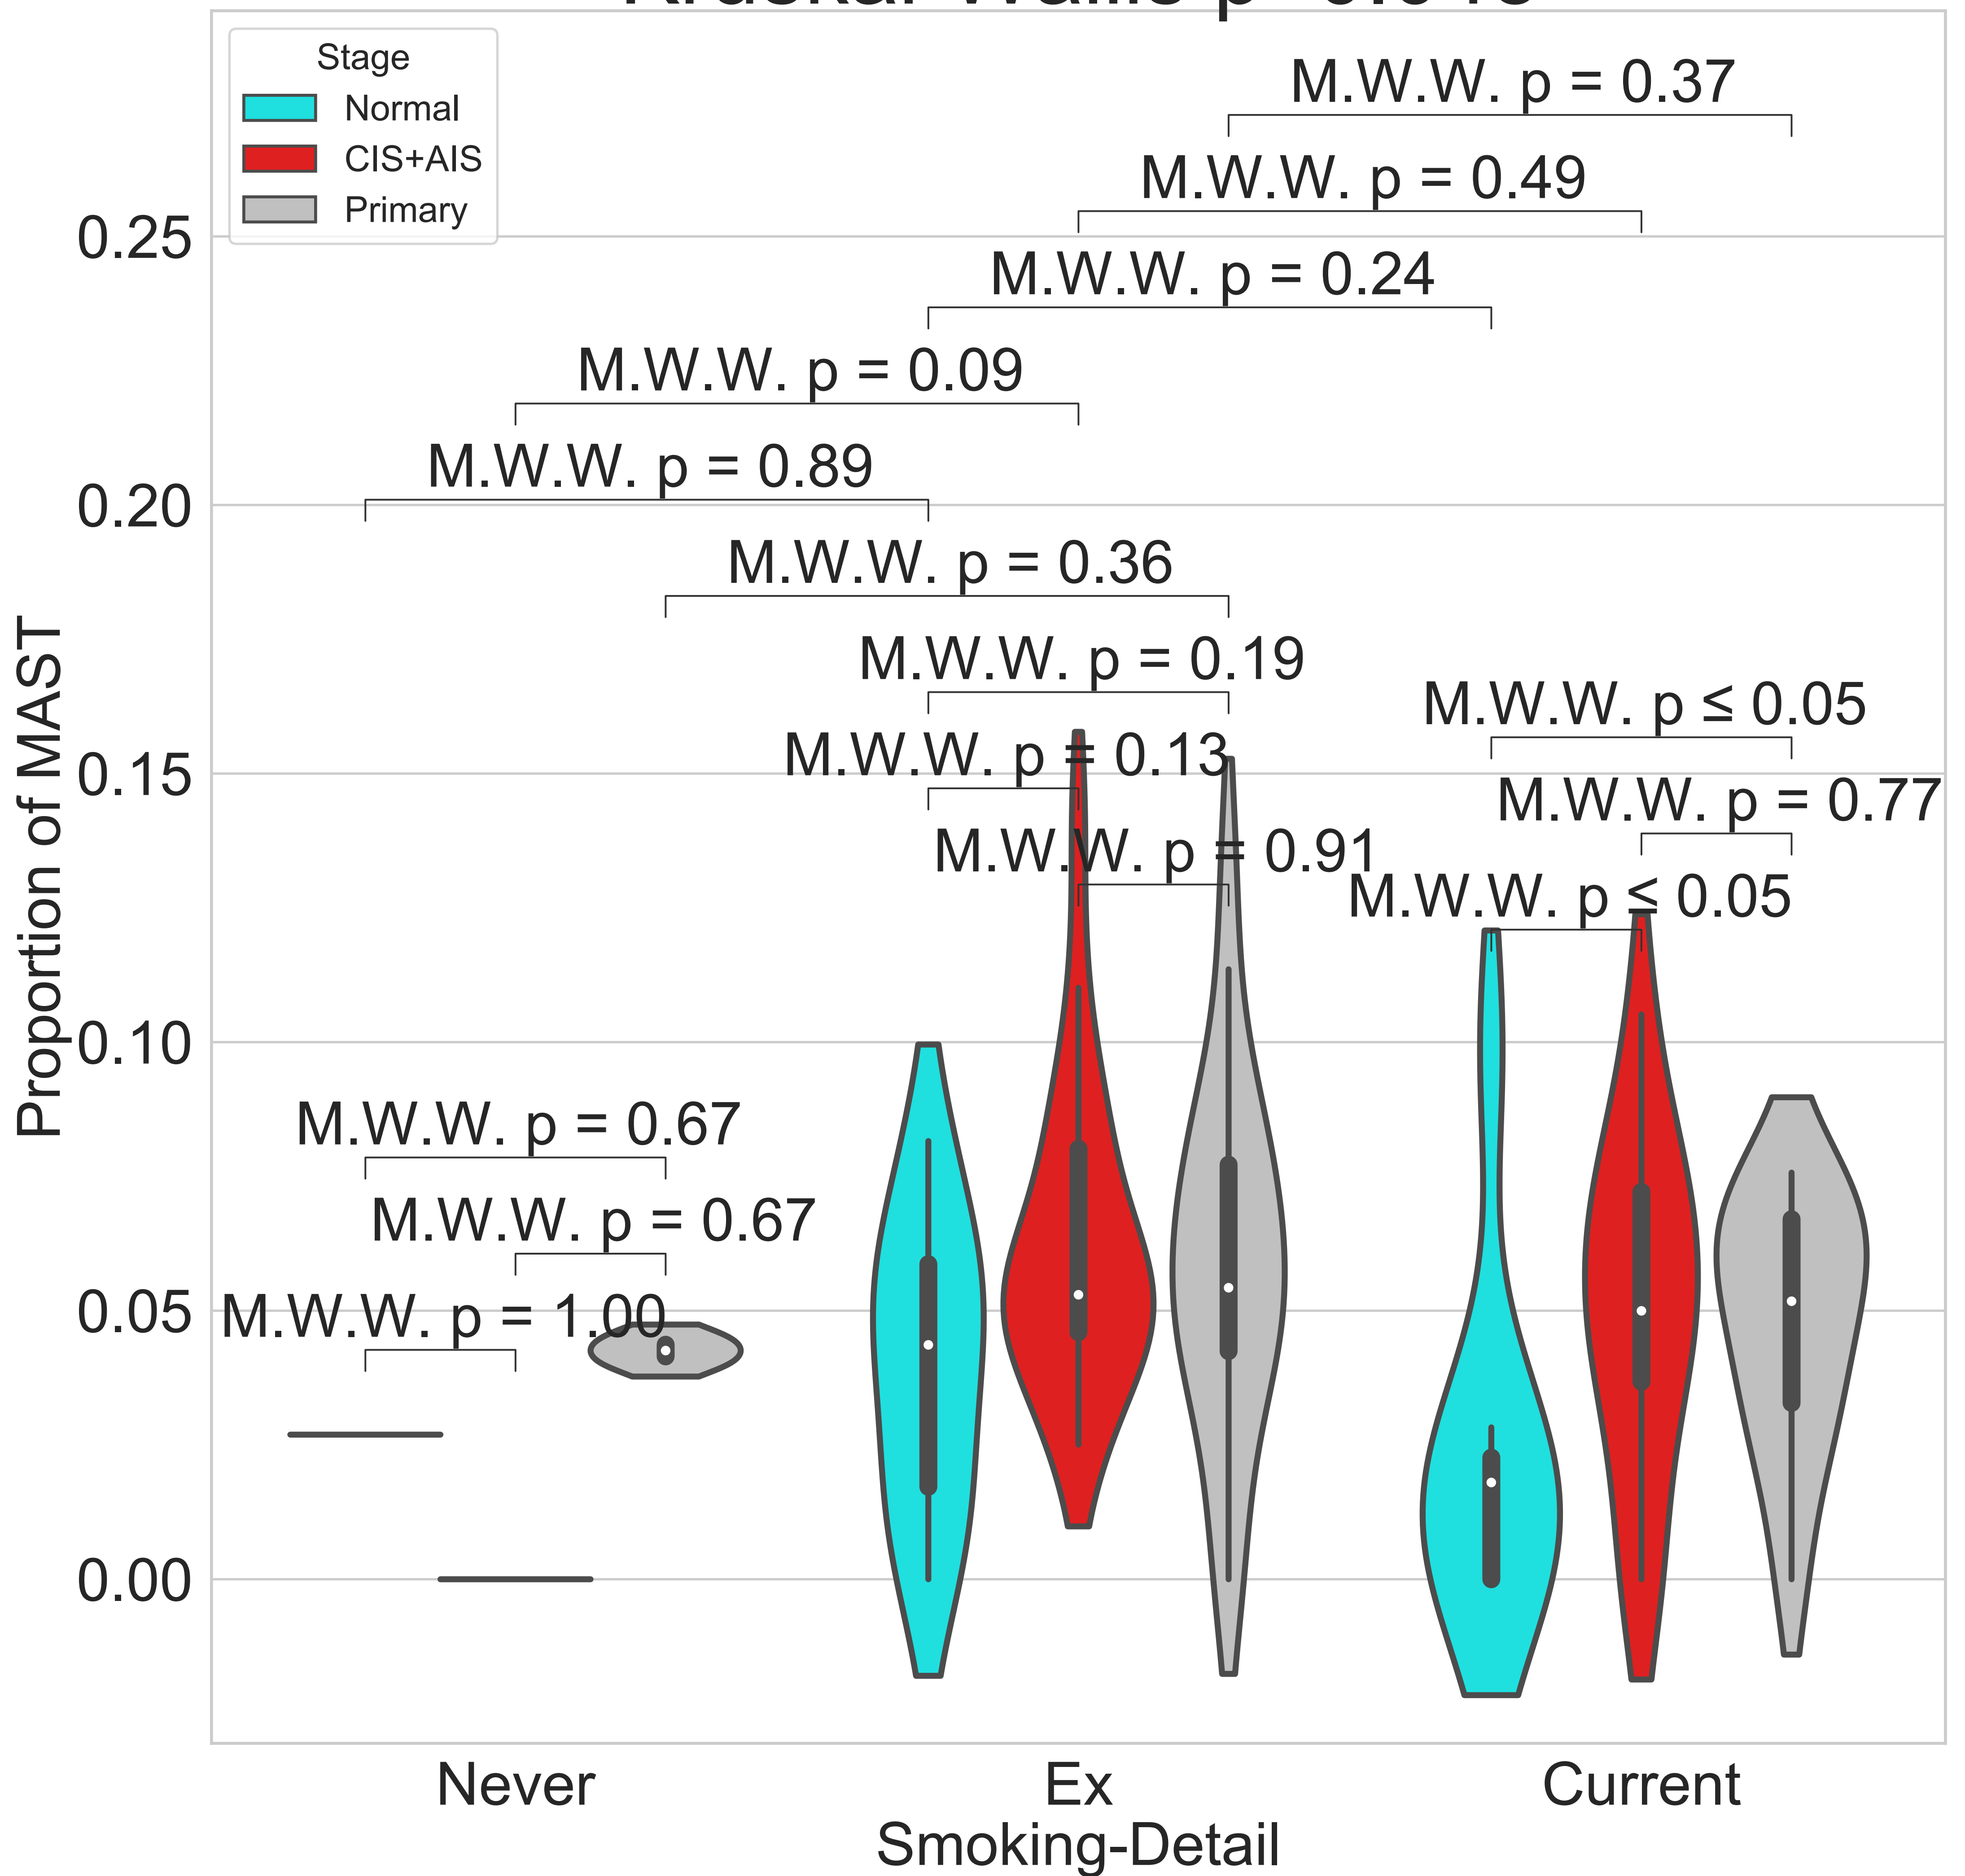 Stage
Normal
CIS+AIS
Primary
M.W.W. p = 0.37
M.W.W. p = 0.49
0.25
M.W.W. p = 0.24
M.W.W. p = 0.09
M.W.W. p = 0.89
0.20
M.W.W. p = 0.36
M.W.W. p = 0.19
M.W.W. p ≤ 0.05
M.W.W. p = 0.13
0.15
M.W.W. p = 0.77
M.W.W. p = 0.91
M.W.W. p ≤ 0.05
Proportion of MAST
0.10
M.W.W. p = 0.67
M.W.W. p = 0.67
0.05
M.W.W. p = 1.00
0.00
Never
Ex
Current
Smoking-Detail